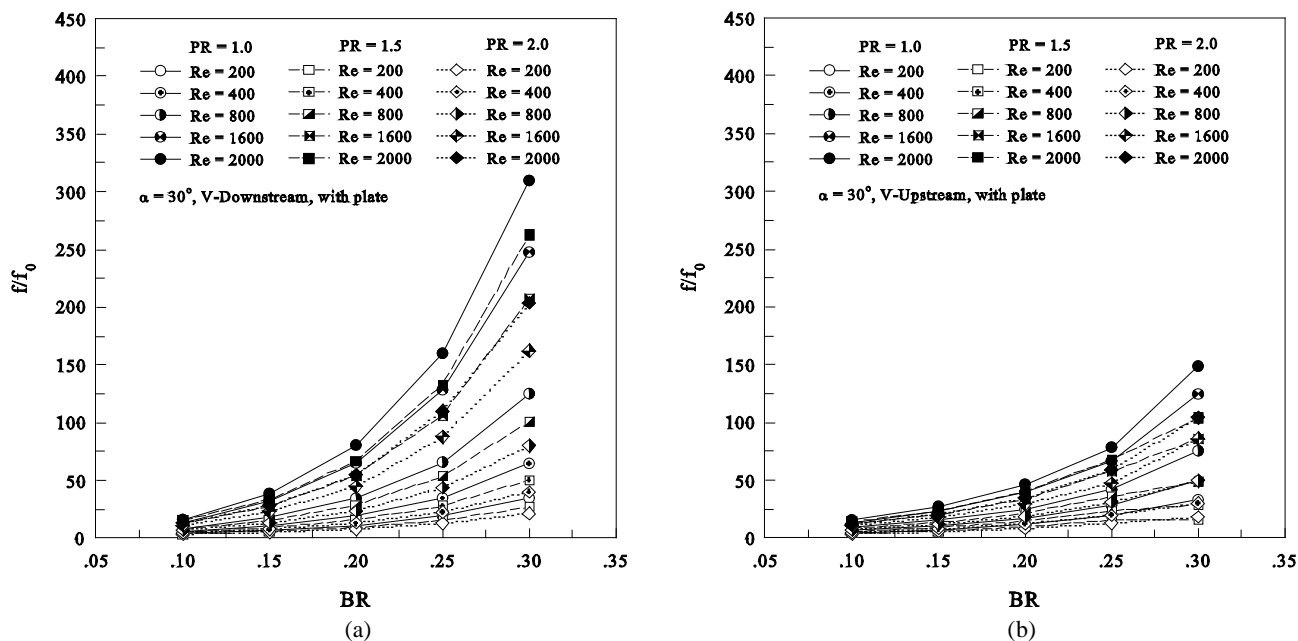 450
400
350
300
250
200
150
100
50
0
f/f0
PR = 1.0 PR = 1.5 PR = 2.0
Re = 200 Re = 200 Re = 200
Re = 400 Re = 400 Re = 400
Re = 800 Re = 800 Re = 800
Re = 1600 Re = 1600 Re = 1600
Re = 2000 Re = 2000 Re = 2000
α = 30°, V-Downstream, with plate
.05 .10 .15 .20 .25 .30 .35
BR
(a)
450
400
350
300
250
200
150
100
50
0
f/f0
PR = 1.0 PR = 1.5 PR = 2.0
Re = 200 Re = 200 Re = 200
Re = 400 Re = 400 Re = 400
Re = 800 Re = 800 Re = 800
Re = 1600 Re = 1600 Re = 1600
Re = 2000 Re = 2000 Re = 2000
α = 30°, V-Upstream, with plate
.05 .10 .15 .20 .25 .30 .35
BR
(b)